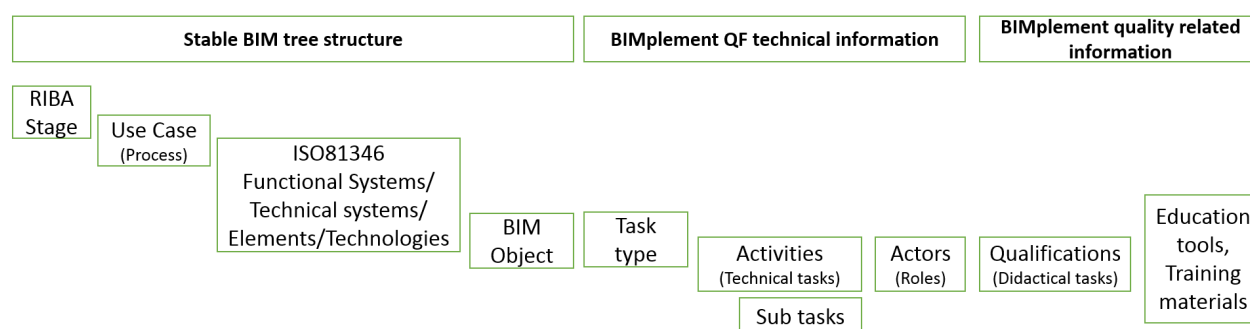 Stable BIM tree structure
BIMplement QF technical information
BIMplement quality related
information
RIBA
Stage
Use Case
(Process)
ISO81346
Functional Systems/
Technical systems/
Elements/Technologies
BIM
Object
Task
type
Activities
(Technical tasks)
Sub tasks
Actors
(Roles)
Qualifications
(Didactical tasks)
Education
tools,
Training
materials